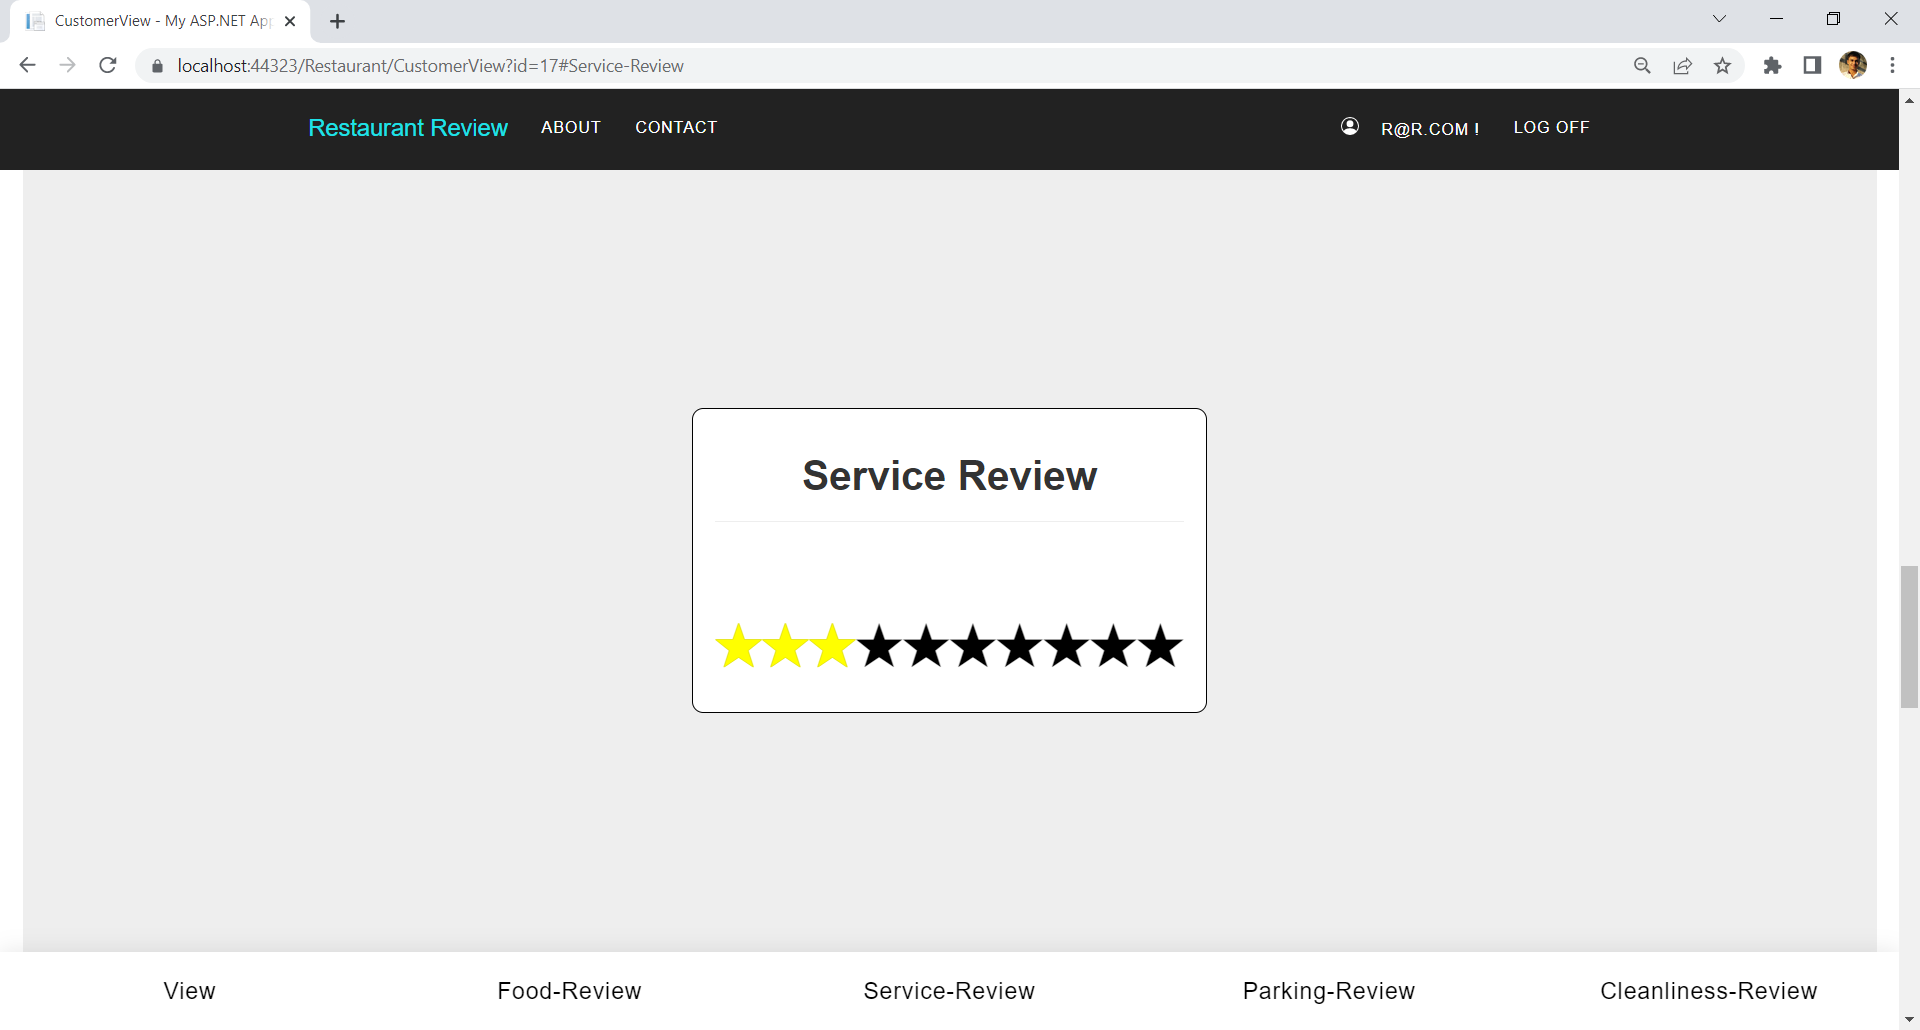 CustomerView - My ASP.NET App
localhost:44323/Restaurant/CustomerView?id=17#Service-Review
Restaurant Review ABOUT CONTACT R@R.COM ! LOG OFF
Service Review
View Food-Review Service-Review Parking-Review Cleanliness-Review